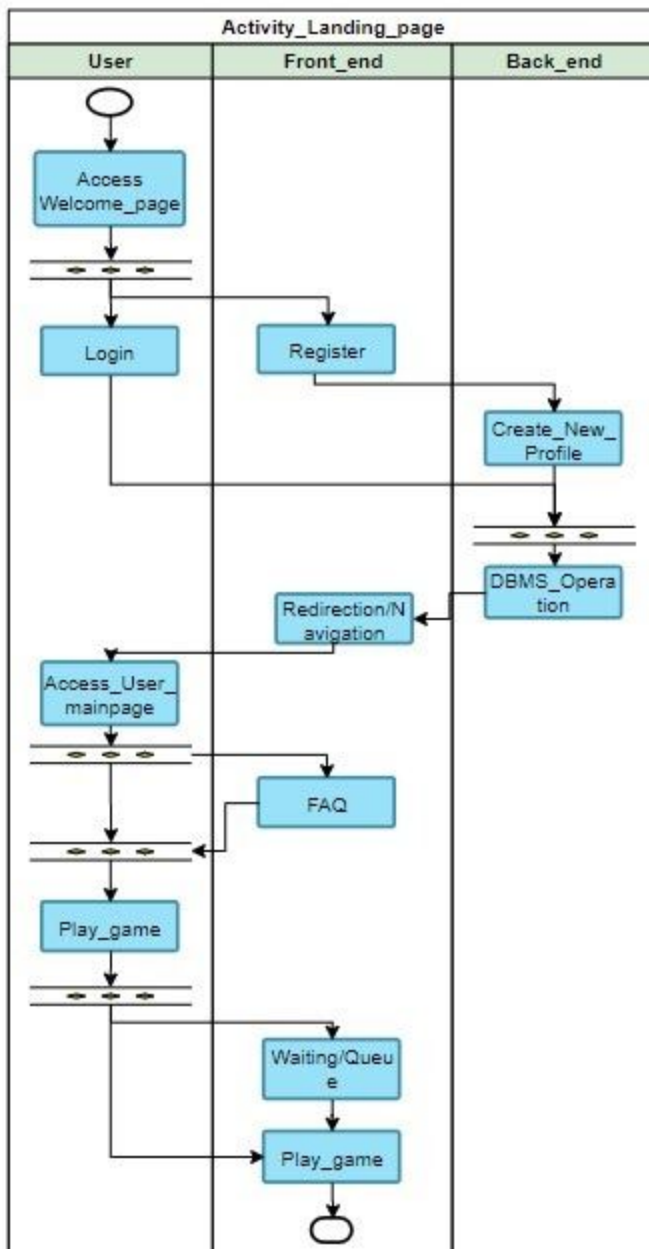 Activity_Landing_page
User
Front_end
Back_end
Access
Welcome_page
Login
Register
Create_New_
Profile
DBMS_Opera
tion
Redirection/N
avigation
Access_User_
mainpage
FAQ
Play_game
Waiting/Queu
e
Play_game